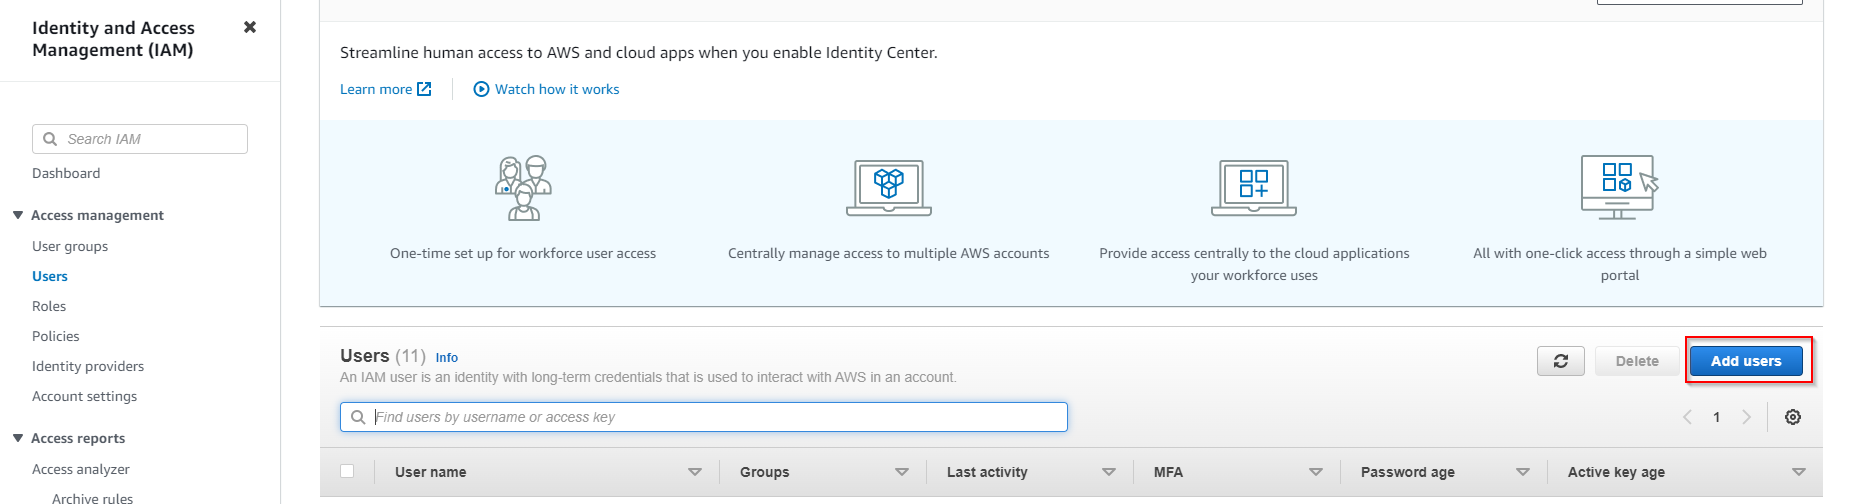 Identity and Access
Management (IAM)
Search IAM
Dashboard
Access management
User groups
Users
Roles
Policies
Identity providers
Account settings
Access reports
Access analyzer
Archive rules
Streamline human access to AWS and cloud apps when you enable Identity Center.
Learn more
Watch how it works
One-time set up for workforce user access
Centrally manage access to multiple AWS accounts
Provide access centrally to the cloud applications
your workforce uses
All with one-click access through a simple web
portal
Users (11) Info
An IAM user is an identity with long-term credentials that is used to interact with AWS in an account.
Delete
Add users
Find users by username or access key
1
User name
Groups
Last activity
MFA
Password age
Active key age